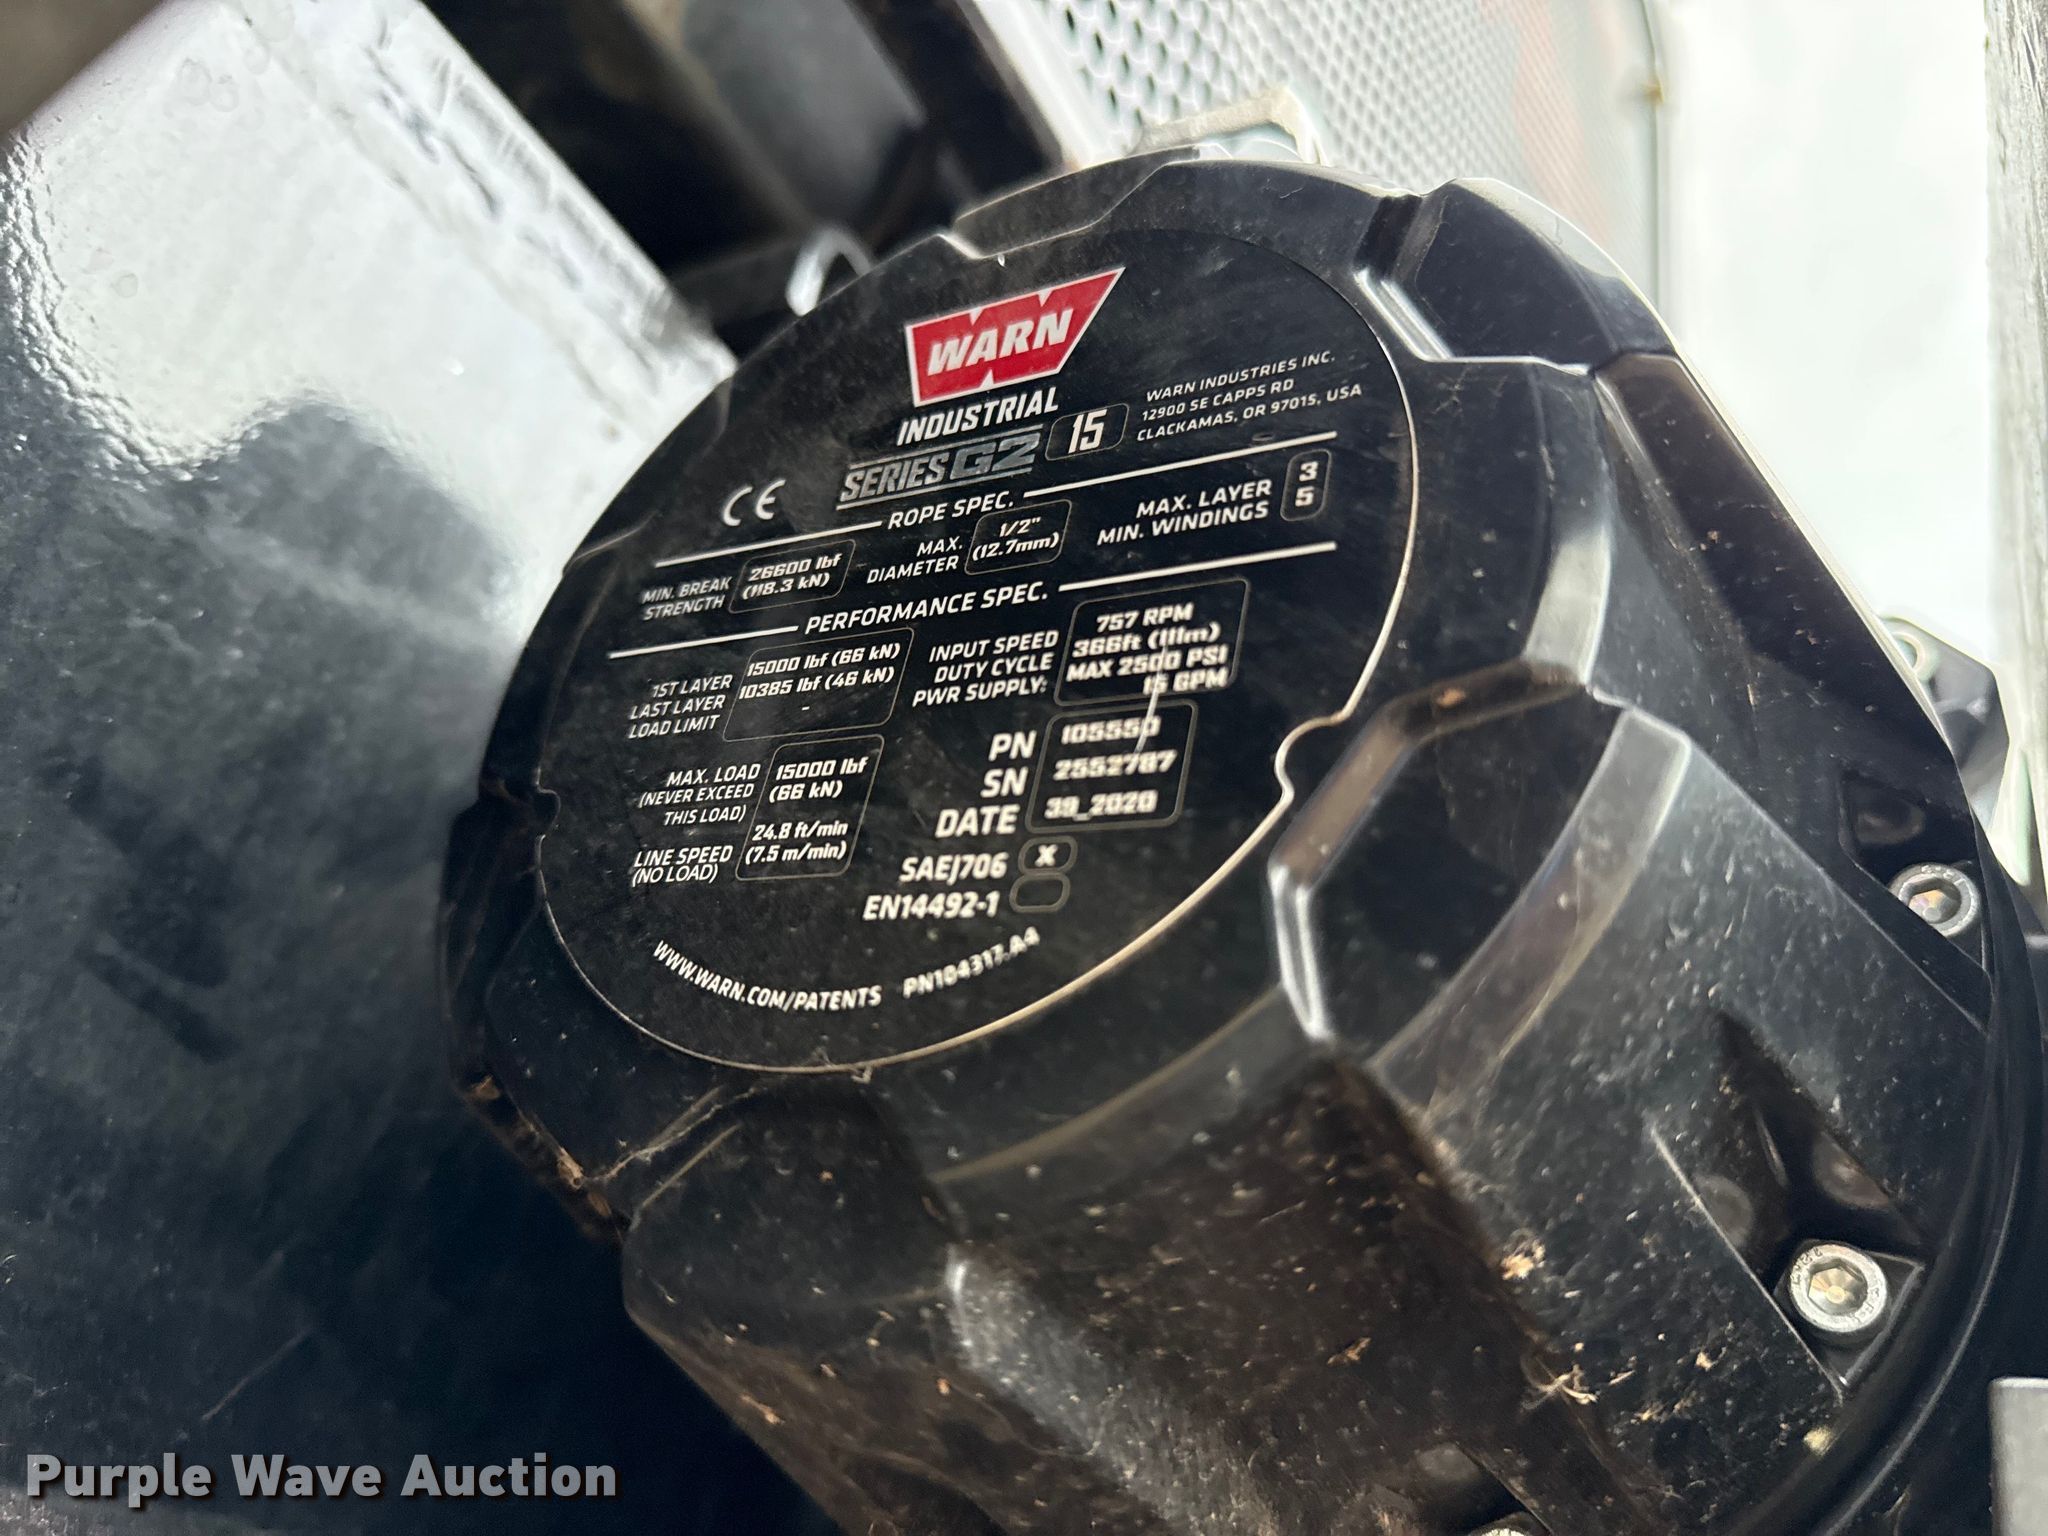 WARN
INDUSTRIAL
SERIES G2 15
WARN INDUSTRIES INC.
12900 SE CAPPS RD
CLACKAMAS, OR 97015, USA
CE
ROPE SPEC.
MIN. BREAK STRENGTH
26600 lbf
(118.3 kN)
MAX. DIAMETER
1/2"
(12.7mm)
MAX. LAYER 3
MIN. WINDINGS 5
PERFORMANCE SPEC.
1ST LAYER 15000 lbf (66 kN)
LAST LAYER 10385 lbf (46 kN)
LOAD LIMIT -
INPUT SPEED 757 RPM
DUTY CYCLE 366ft (111m)
PWR SUPPLY: MAX 2500 PSI
15 GPM
MAX. LOAD 15000 lbf
(NEVER EXCEED (66 kN)
THIS LOAD)
LINE SPEED 24.8 ft/min
(NO LOAD) (7.5 m/min)
PN 105550
SN 2552787
DATE 39_2020
SAEJ706 X
EN14492-1
WWW.WARN.COM/PATENTS PN104317.A4
Purple Wave Auction